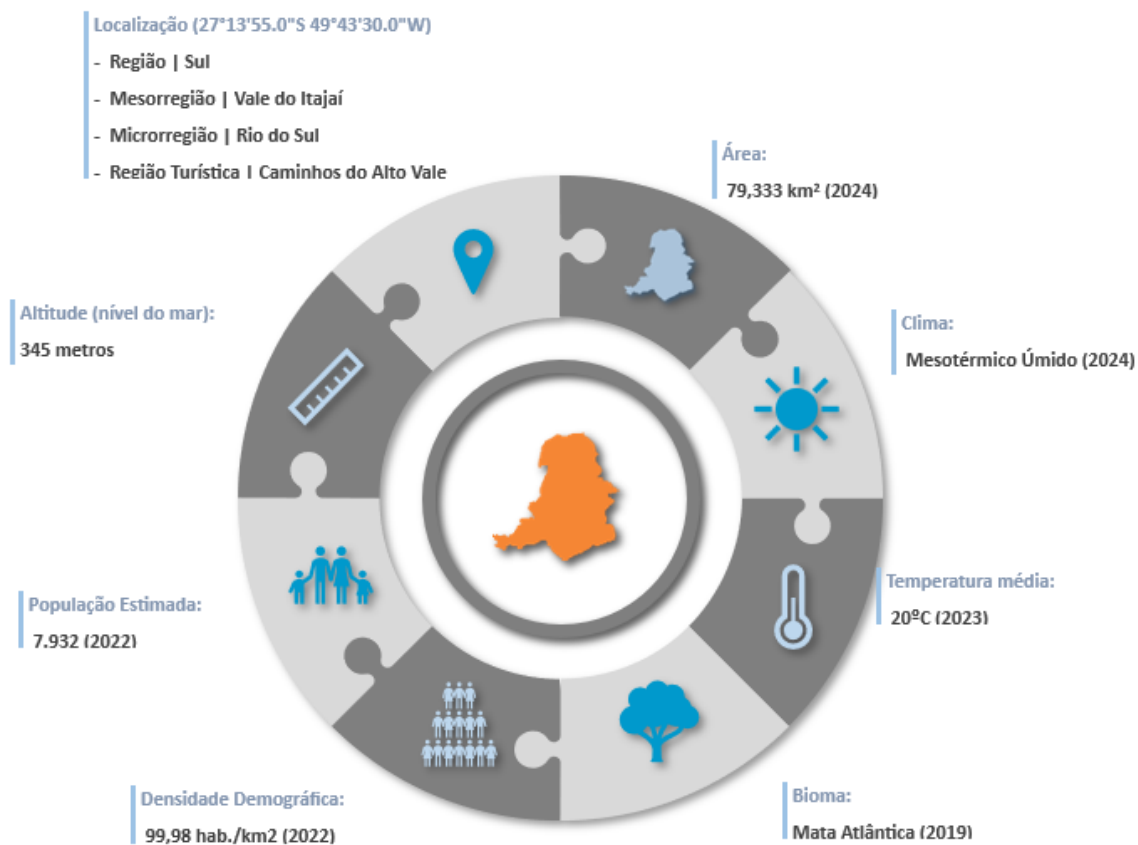 Localização (27°13'55.0"S 49°43'30.0"W)
- Região | Sul
- Mesorregião | Vale do Itajaí
- Microrregião | Rio do Sul
- Região Turística | Caminhos do Alto Vale
Área:
79,333 km² (2024)
Altitude (nível do mar):
345 metros
Clima:
Mesotérmico Úmido (2024)
População Estimada:
7.932 (2022)
Temperatura média:
20ºC (2023)
Densidade Demográfica:
99,98 hab./km2 (2022)
Bioma:
Mata Atlântica (2019)